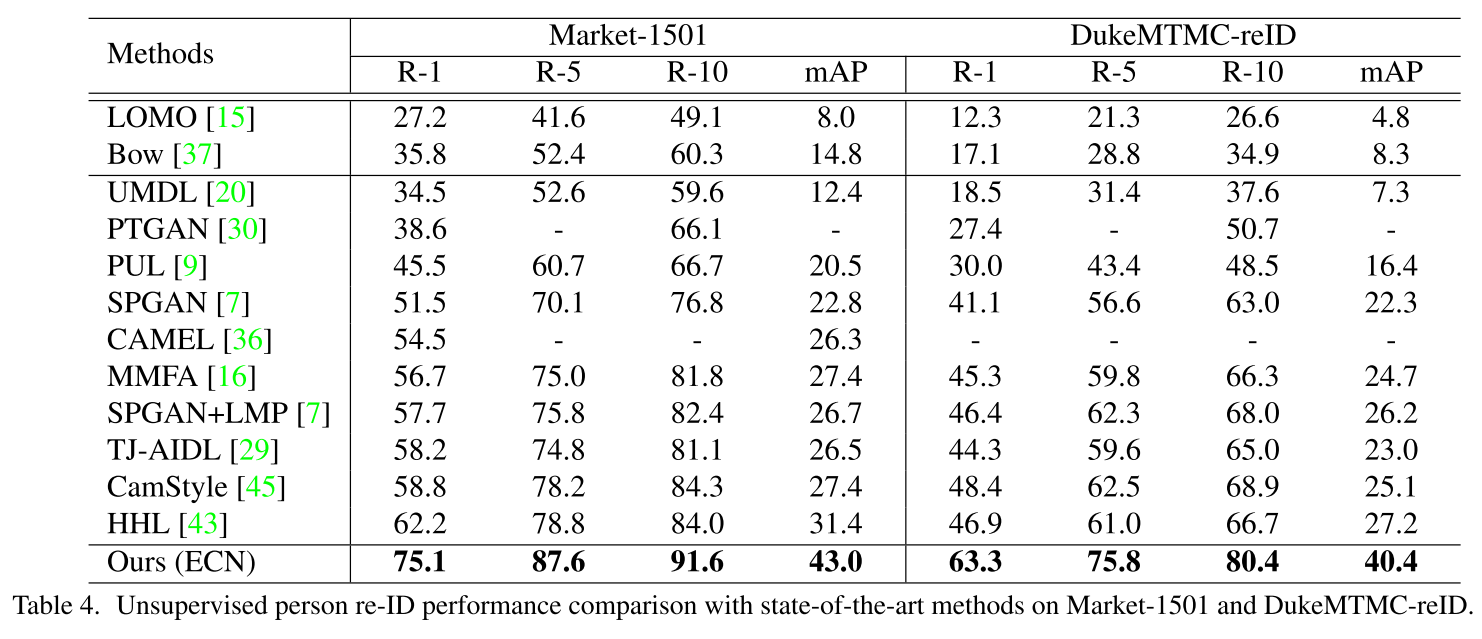 Methods Market-1501 DukeMTMC-reID
R-1 R-5 R-10 mAP R-1 R-5 R-10 mAP
LOMO [15] 27.2 41.6 49.1 8.0 12.3 21.3 26.6 4.8
Bow [37] 35.8 52.4 60.3 14.8 17.1 28.8 34.9 8.3
UMDL [20] 34.5 52.6 59.6 12.4 18.5 31.4 37.6 7.3
PTGAN [30] 38.6 - 66.1 - 27.4 - 50.7 -
PUL [9] 45.5 60.7 66.7 20.5 30.0 43.4 48.5 16.4
SPGAN [7] 51.5 70.1 76.8 22.8 41.1 56.6 63.0 22.3
CAMEL [36] 54.5 - - 26.3 - - - -
MMFA [16] 56.7 75.0 81.8 27.4 45.3 59.8 66.3 24.7
SPGAN+LMP [7] 57.7 75.8 82.4 26.7 46.4 62.3 68.0 26.2
TJ-AIDL [29] 58.2 74.8 81.1 26.5 44.3 59.6 65.0 23.0
CamStyle [45] 58.8 78.2 84.3 27.4 48.4 62.5 68.9 25.1
HHL [43] 62.2 78.8 84.0 31.4 46.9 61.0 66.7 27.2
Ours (ECN) 75.1 87.6 91.6 43.0 63.3 75.8 80.4 40.4
Table 4. Unsupervised person re-ID performance comparison with state-of-the-art methods on Market-1501 and DukeMTMC-reID.